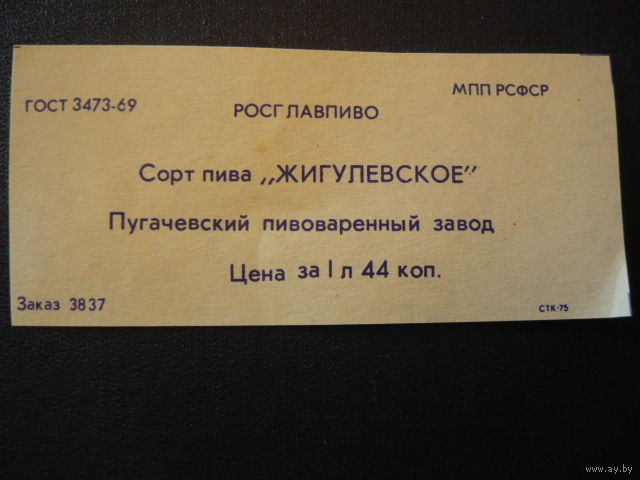 ГОСТ 3473-69
РОСГЛАВПИВО
МПП РСФСР
Сорт пива „ЖИГУЛЕВСКОЕ"
Пугачевский пивоваренный завод
Цена за 1 л 44 коп.
Заказ 3837
СТК-75
www.ay.by